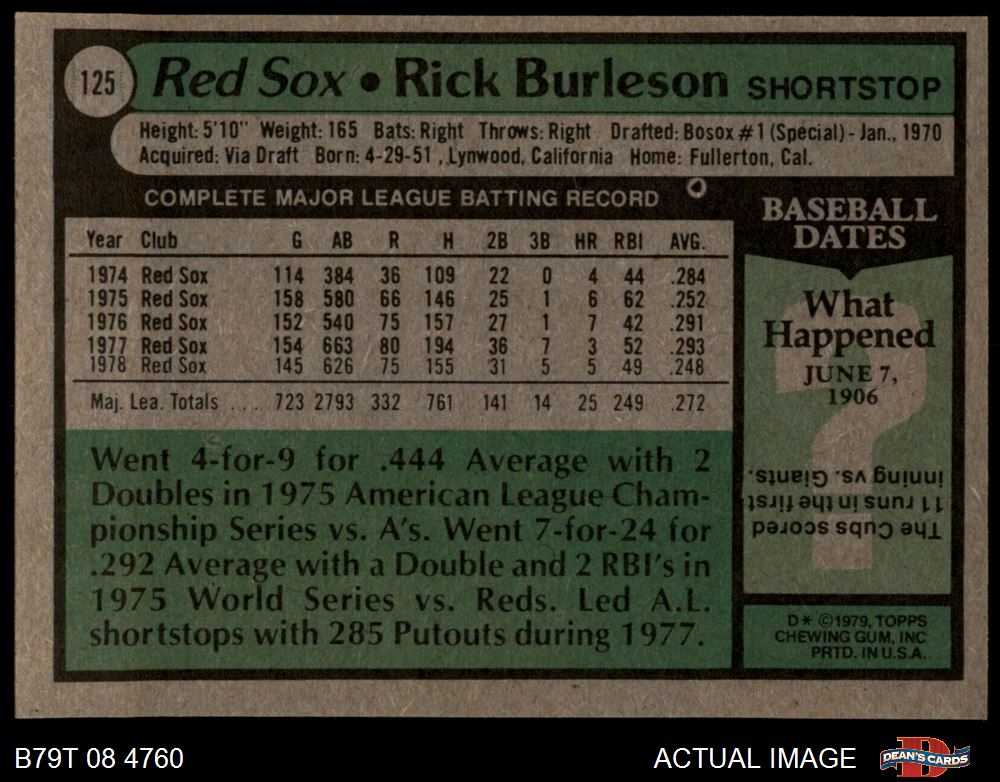 125
Red Sox • Rick Burleson SHORTSTOP
Height: 5'10" Weight: 165 Bats: Right Throws: Right Drafted: Bosox #1 (Special) - Jan., 1970
Acquired: Via Draft Born: 4-29-51 , Lynwood, California Home: Fullerton, Cal.
COMPLETE MAJOR LEAGUE BATTING RECORD
Year Club G AB R H 2B 3B HR RBI AVG.
1974 Red Sox 114 384 36 109 22 0 4 44 .284
1975 Red Sox 158 580 66 146 25 1 6 62 .252
1976 Red Sox 152 540 75 157 27 1 7 42 .291
1977 Red Sox 154 663 80 194 36 7 3 52 .293
1978 Red Sox 145 626 75 155 31 5 5 49 .248
Maj. Lea. Totals ... 723 2793 332 761 141 14 25 249 .272
Went 4-for-9 for .444 Average with 2
Doubles in 1975 American League Cham-
pionship Series vs. A's. Went 7-for-24 for
.292 Average with a Double and 2 RBI's in
1975 World Series vs. Reds. Led A.L.
shortstops with 285 Putouts during 1977.
BASEBALL
DATES
?
What
Happened
JUNE 7,
1906
The Cubs scored
11 runs in the first
inning vs. Giants.
D* ©1979, TOPPS
CHEWING GUM, INC
PRTD. IN U.S.A.
B79T 08 4760
ACTUAL IMAGE
D
DEAN'S CARDS